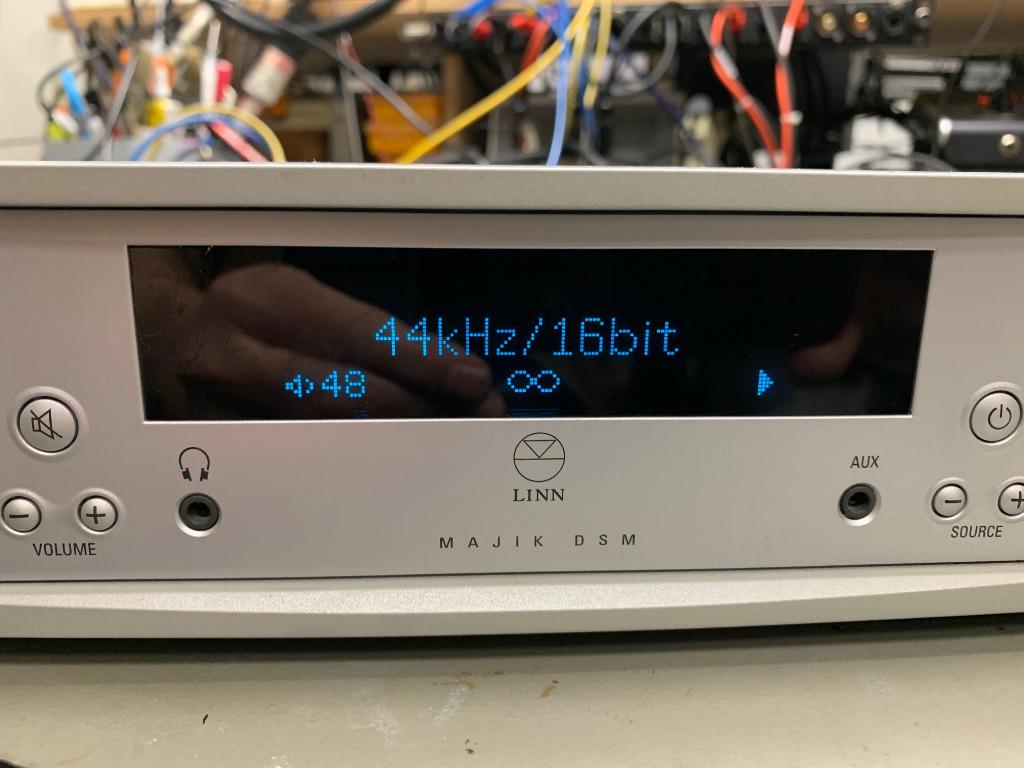 44kHz/16bit
48
LINN
MAJIK DSM
VOLUME
AUX
SOURCE